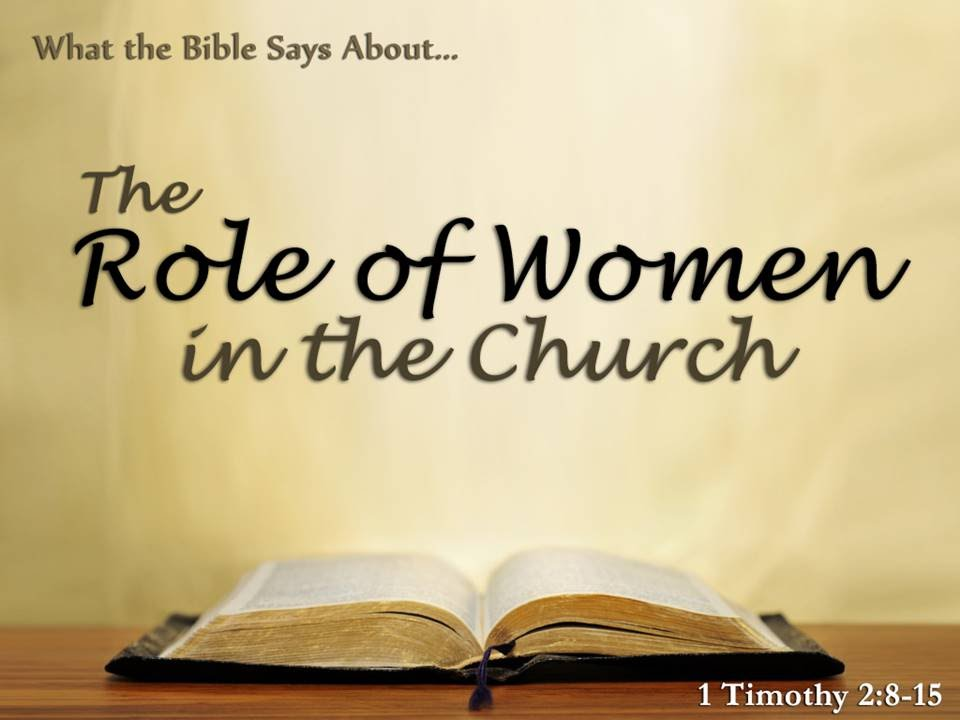 What the Bible Says About...
The
Role of Women
in the Church
1 Timothy 2:8-15